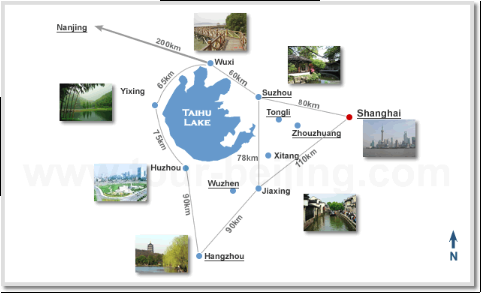 Nanjing
200km
Wuxi
65km
60km
Yixing
Suzhou
80km
TAIHU
LAKE
Tongli
Shanghai
Zhouzhuang
75km
78km
Xitang
110km
Huzhou
Wuzhen
Jiaxing
90km
90km
Hangzhou
N